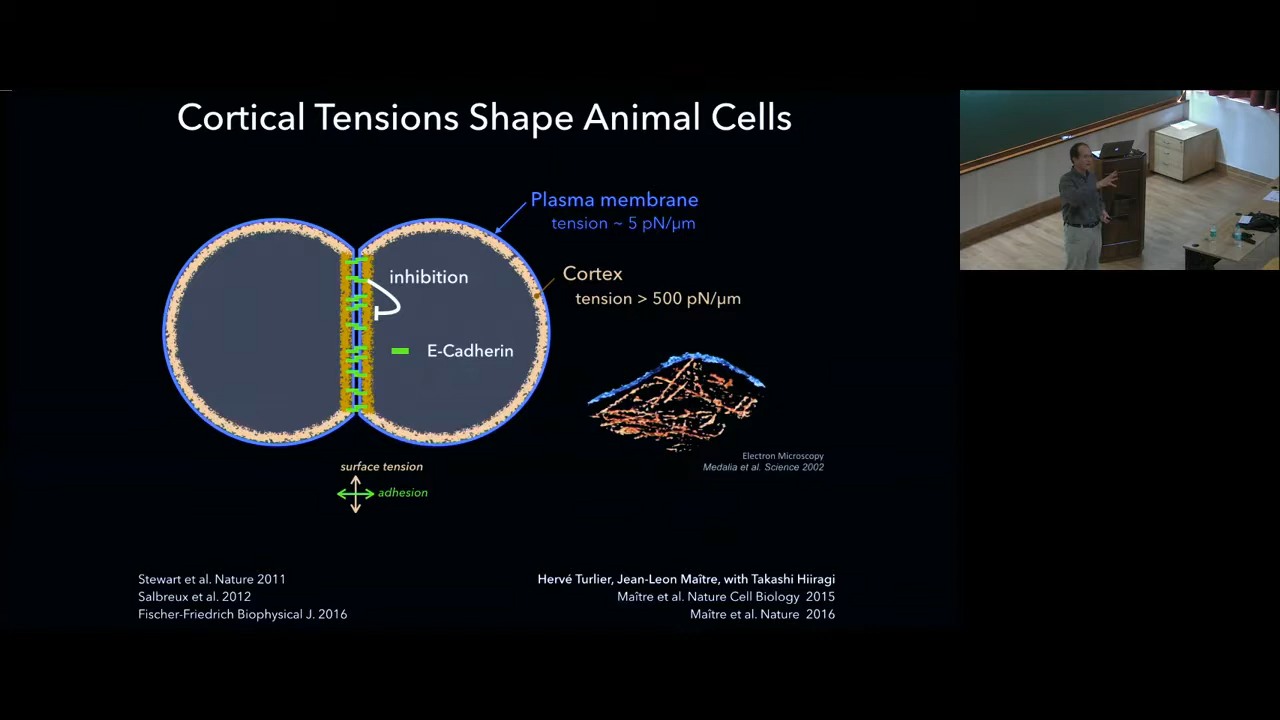 Cortical Tensions Shape Animal Cells
Plasma membrane
tension ~ 5 pN/µm
inhibition
Cortex
tension > 500 pN/µm
E-Cadherin
Electron Microscopy
Medalia et al. Science 2002
surface tension
adhesion
Stewart et al. Nature 2011
Salbreux et al. 2012
Fischer-Friedrich Biophysical J. 2016
Hervé Turlier, Jean-Leon Maître, with Takashi Hiiragi
Maître et al. Nature Cell Biology 2015
Maître et al. Nature 2016